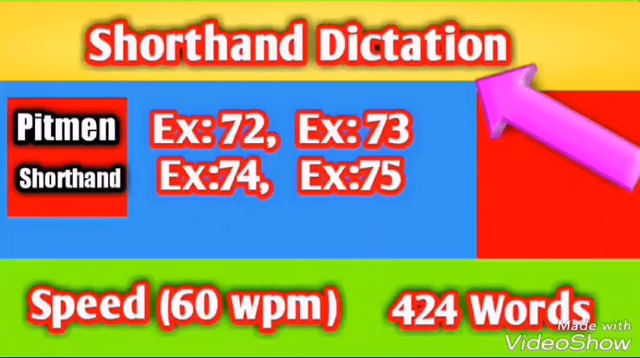 Shorthand Dictation
Pitmen
Shorthand
Ex: 72, Ex: 73
Ex:74, Ex:75
Speed (60 wpm)
424 Words
Made with
VideoShow